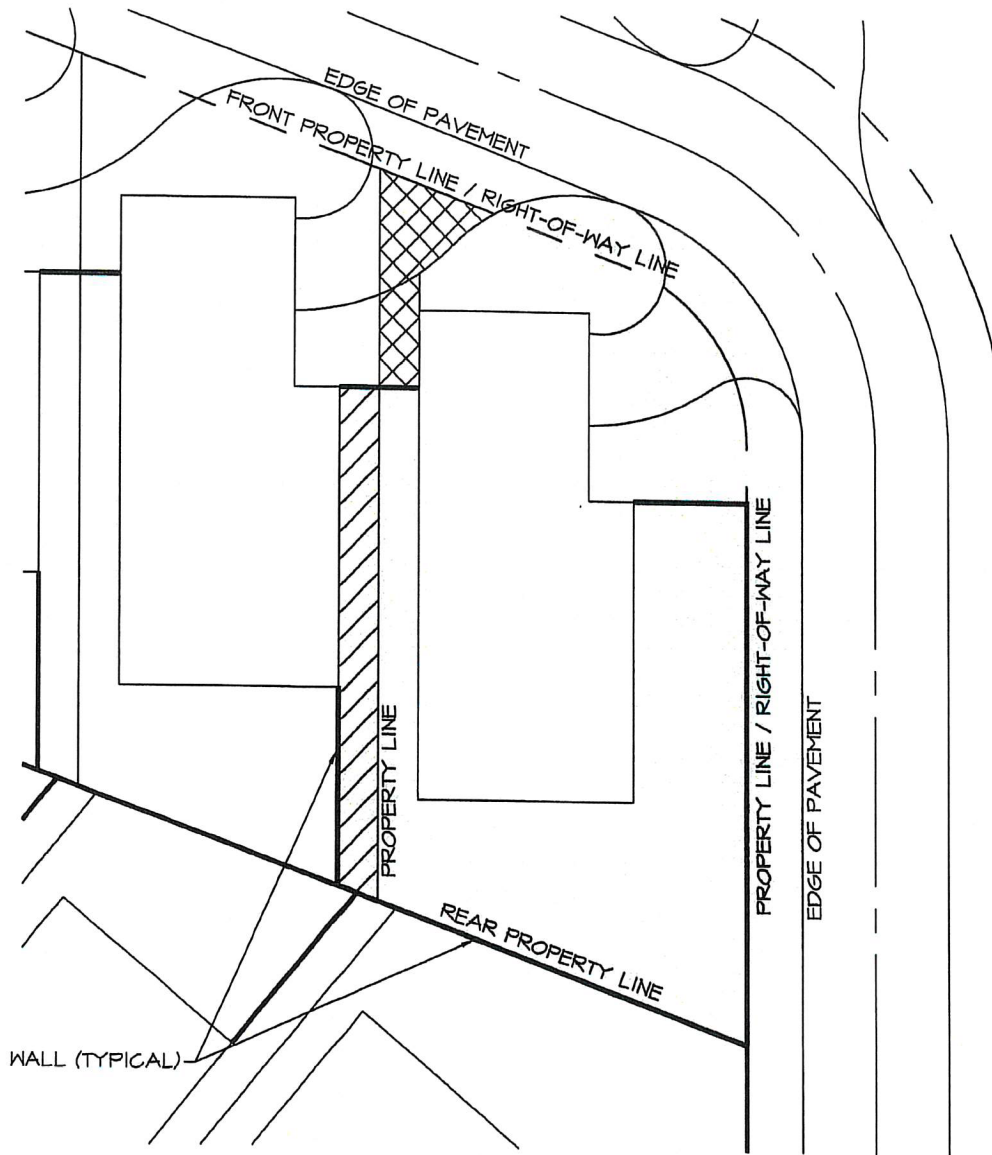 EDGE OF PAVEMENT
FRONT PROPERTY LINE / RIGHT-OF-WAY LINE
PROPERTY LINE / RIGHT-OF-WAY LINE
EDGE OF PAVEMENT
PROPERTY LINE
REAR PROPERTY LINE
WALL (TYPICAL)